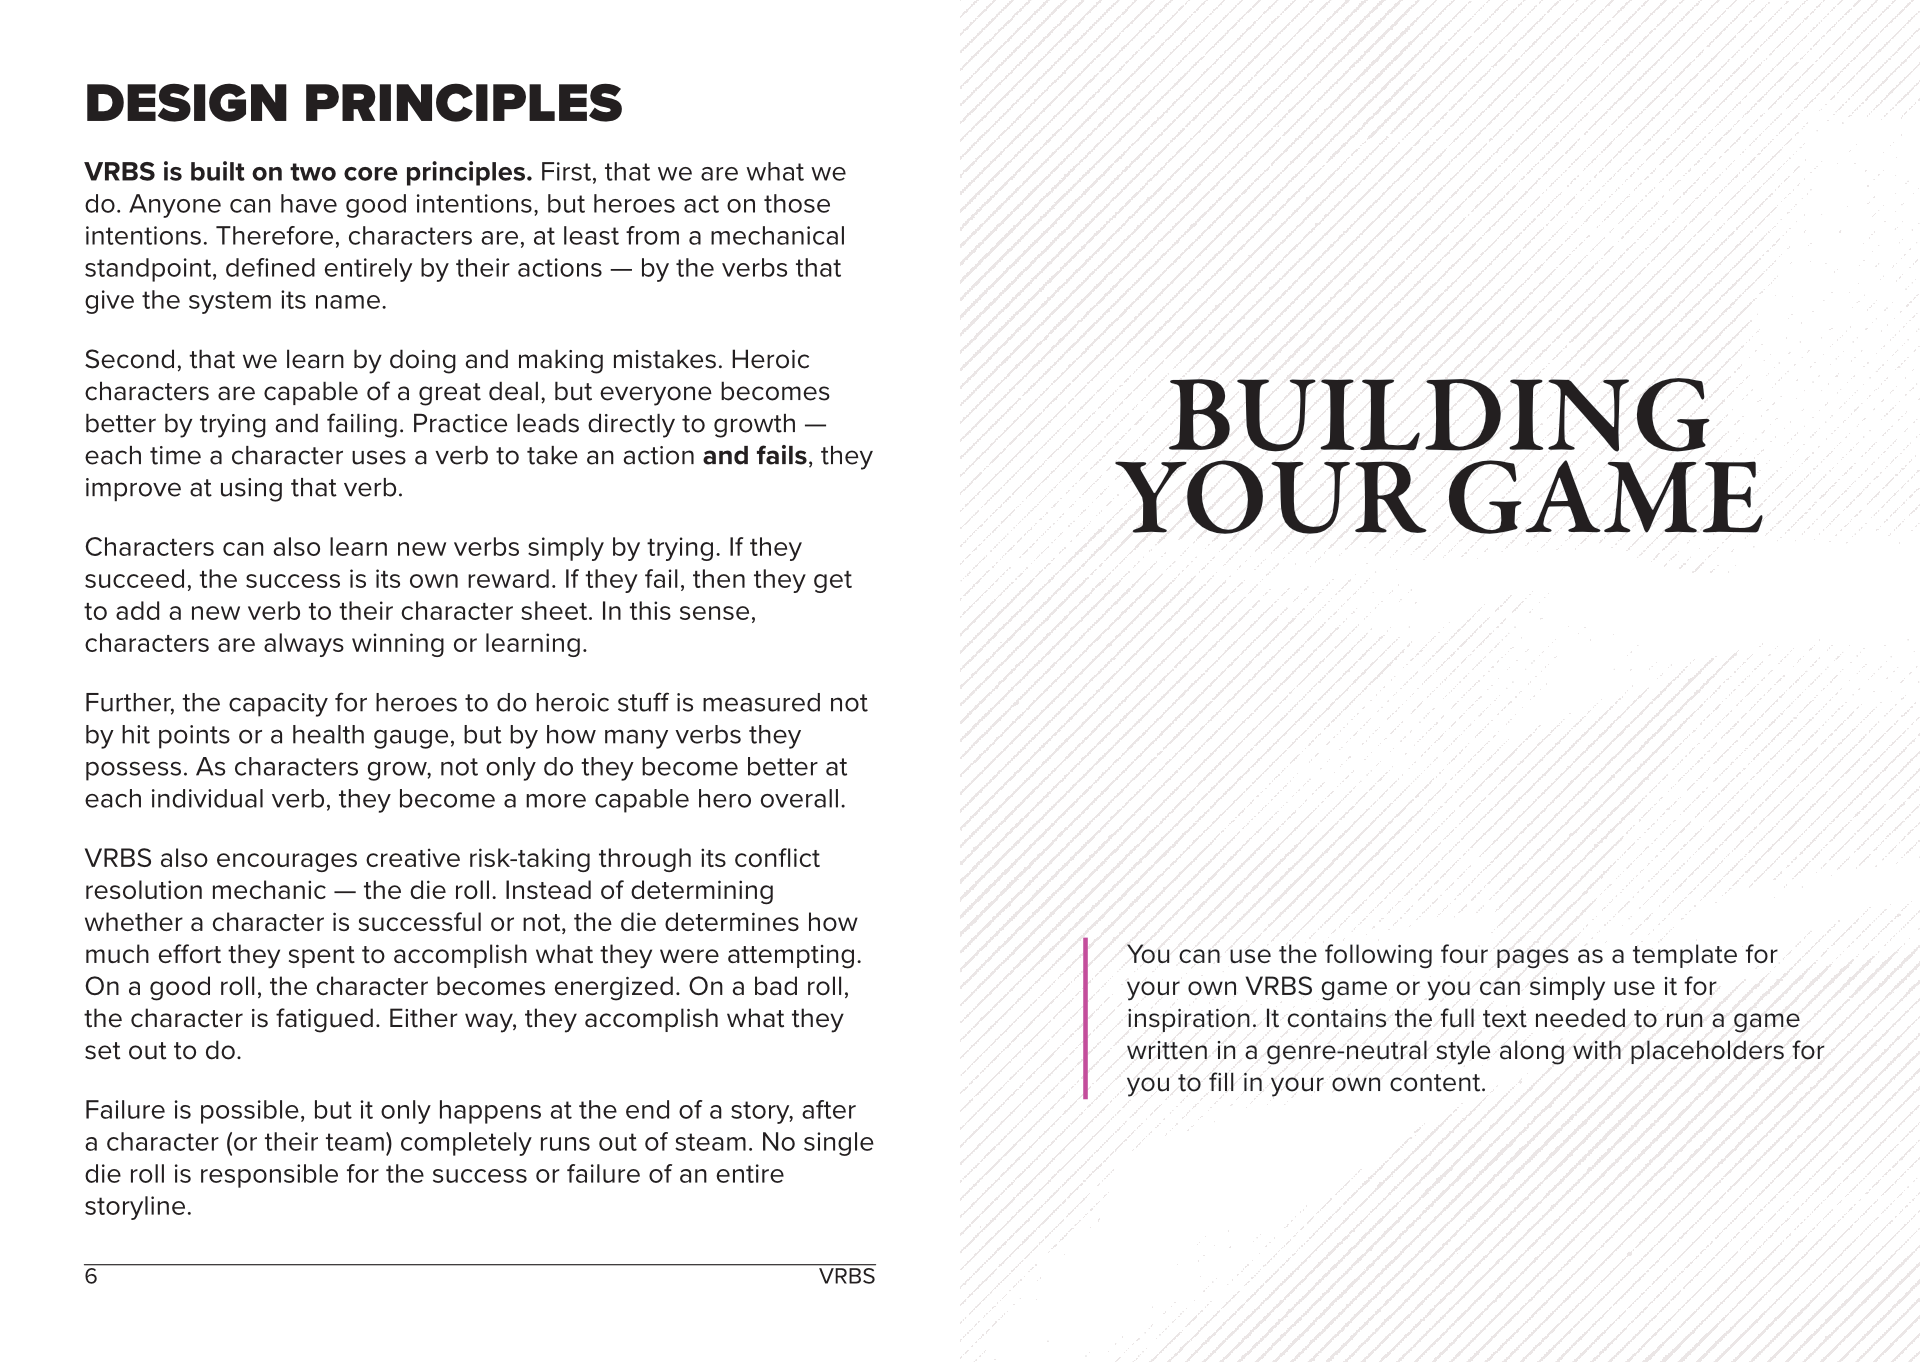 DESIGN PRINCIPLES
VRBS is built on two core principles. First, that we are what we
do. Anyone can have good intentions, but heroes act on those
intentions. Therefore, characters are, at least from a mechanical
standpoint, defined entirely by their actions — by the verbs that
give the system its name.
Second, that we learn by doing and making mistakes. Heroic
characters are capable of a great deal, but everyone becomes
better by trying and failing. Practice leads directly to growth —
each time a character uses a verb to take an action and fails, they
improve at using that verb.
Characters can also learn new verbs simply by trying. If they
succeed, the success is its own reward. If they fail, then they get
to add a new verb to their character sheet. In this sense,
characters are always winning or learning.
Further, the capacity for heroes to do heroic stuff is measured not
by hit points or a health gauge, but by how many verbs they
possess. As characters grow, not only do they become better at
each individual verb, they become a more capable hero overall.
VRBS also encourages creative risk-taking through its conflict
resolution mechanic — the die roll. Instead of determining
whether a character is successful or not, the die determines how
much effort they spent to accomplish what they were attempting.
On a good roll, the character becomes energized. On a bad roll,
the character is fatigued. Either way, they accomplish what they
set out to do.
Failure is possible, but it only happens at the end of a story, after
a character (or their team) completely runs out of steam. No single
die roll is responsible for the success or failure of an entire
storyline.
6 VRBS
BUILDING
YOUR GAME
You can use the following four pages as a template for
your own VRBS game or you can simply use it for
inspiration. It contains the full text needed to run a game
written in a genre-neutral style along with placeholders for
you to fill in your own content.